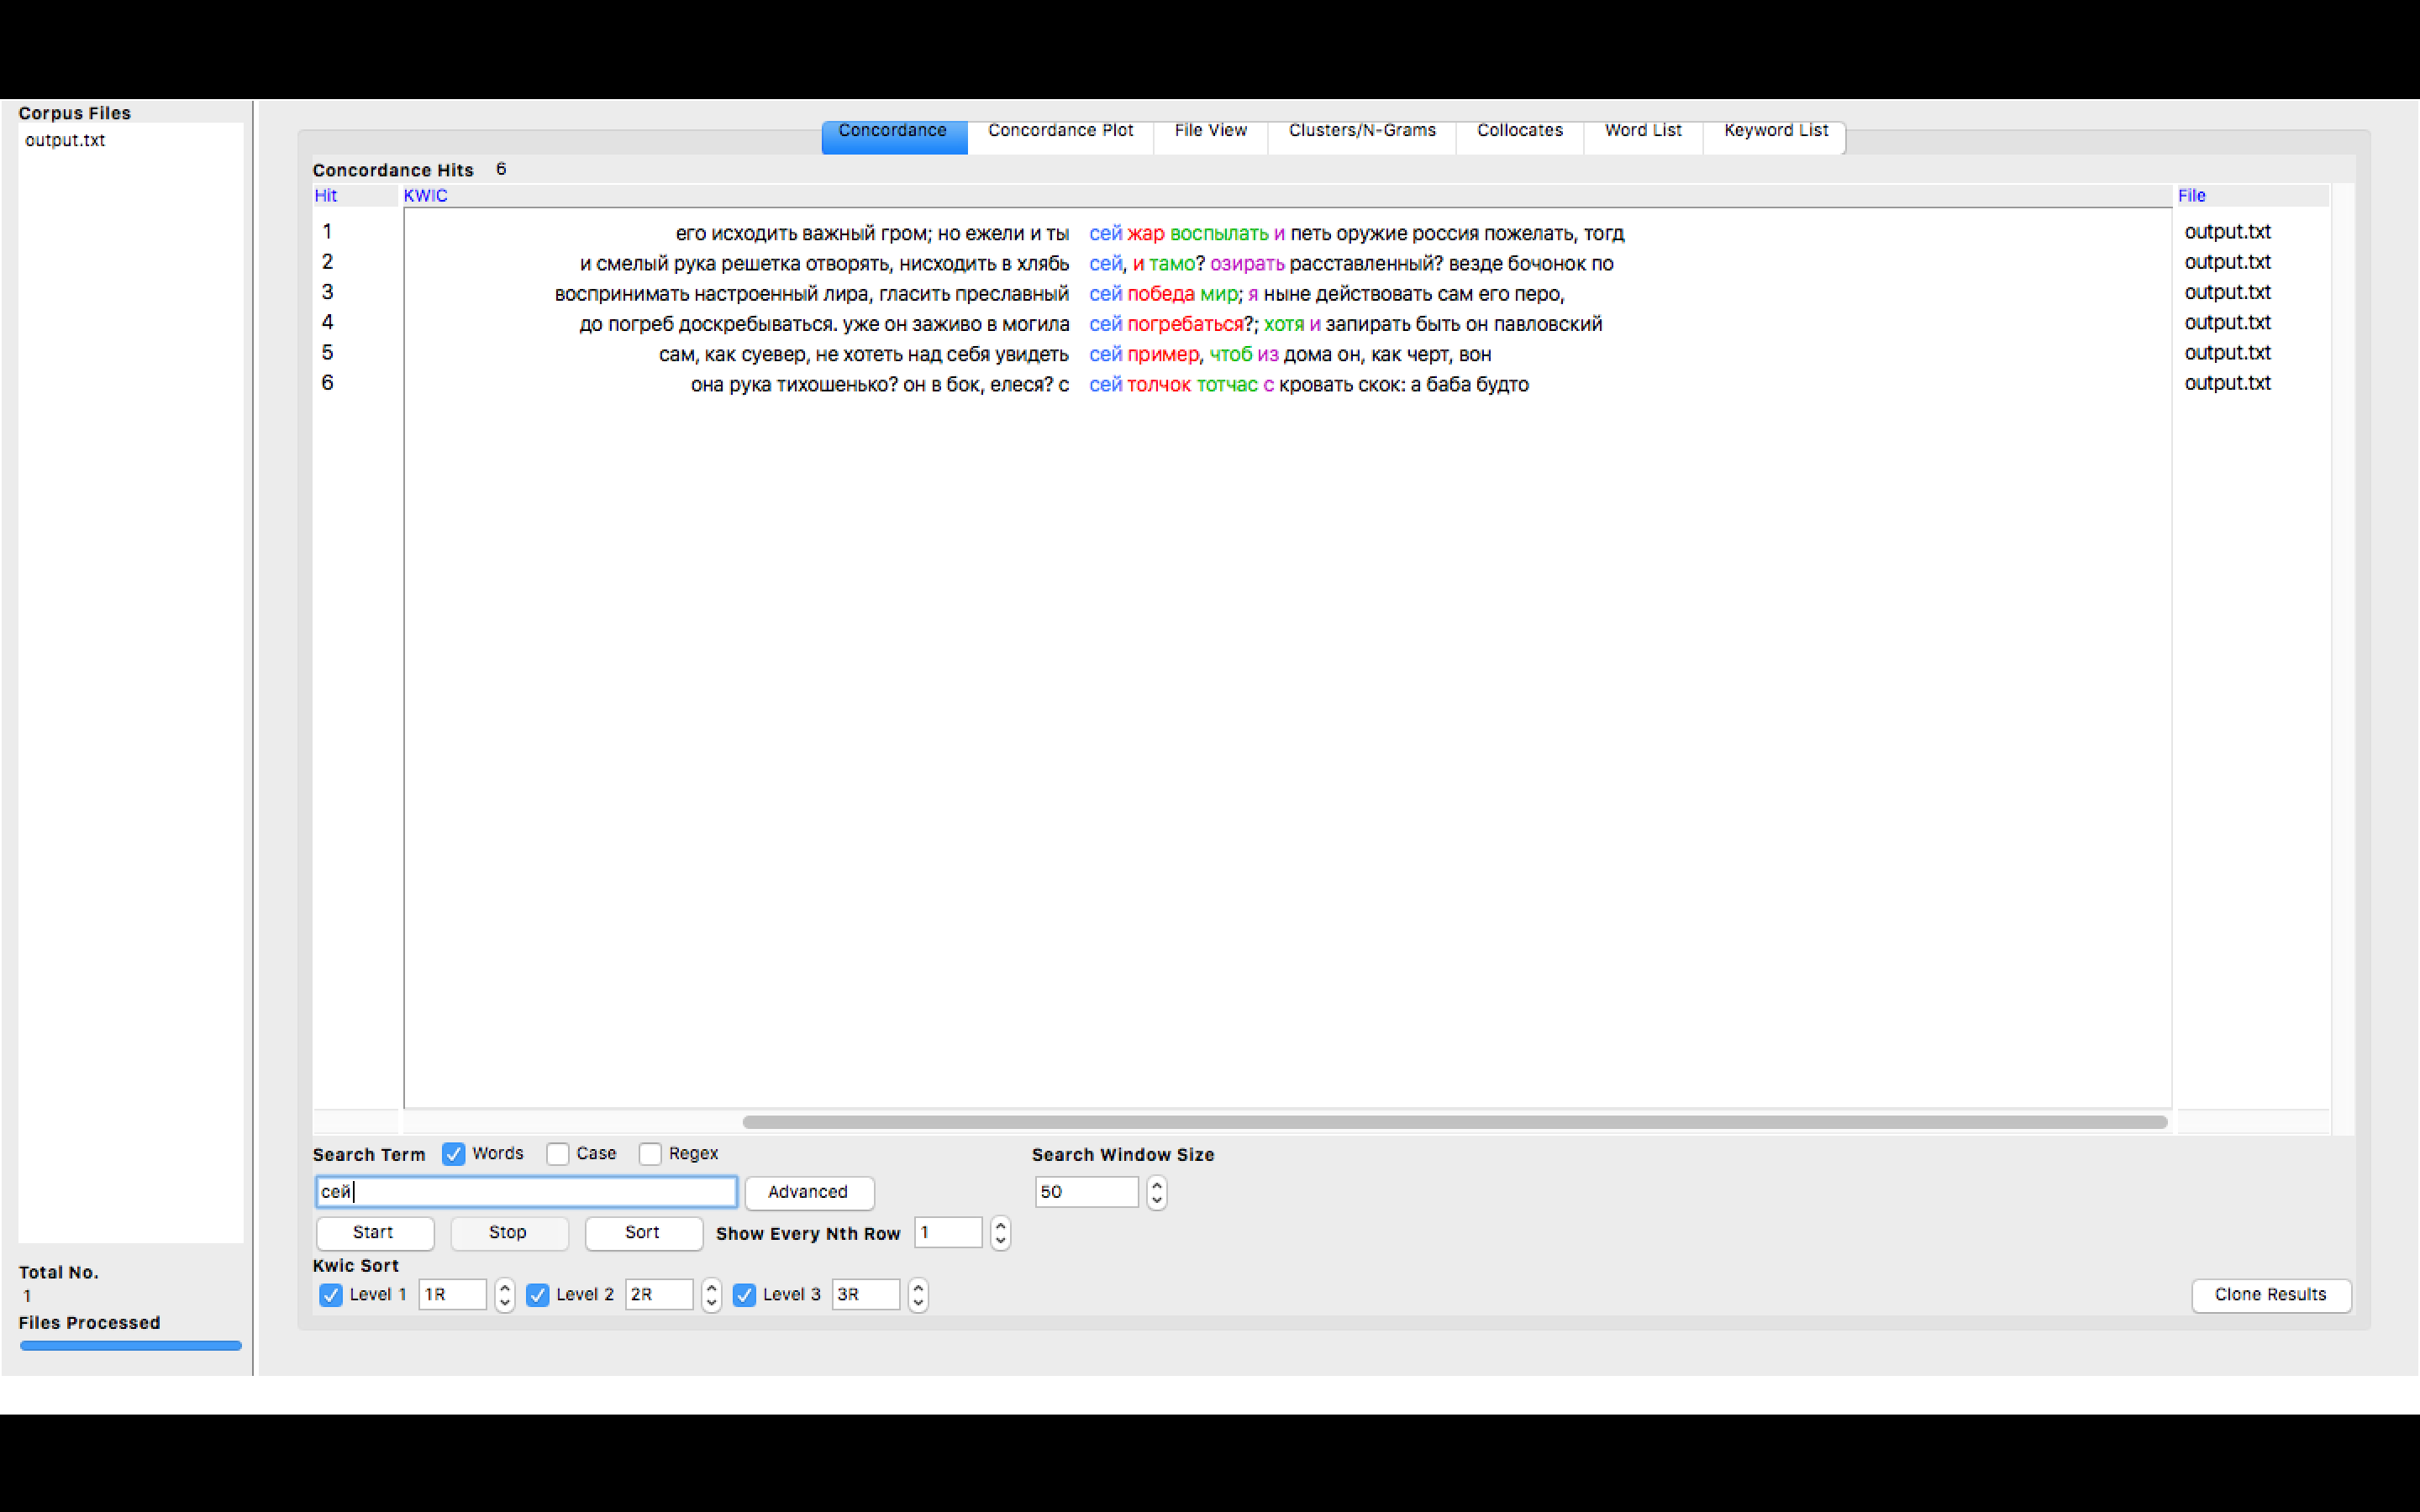 Corpus Files
output.txt
Concordance Concordance Plot File View Clusters/N-Grams Collocates Word List Keyword List
Concordance Hits 6
Hit KWIC File
1 его исходить важный гром; но ежели и ты сей жар воспылать и петь оружие россия пожелать, тогд output.txt
2 и смелый рука решетка отворять, нисходить в хлябь сей, и тамо? озирать расставленный? везде бочонок по output.txt
3 воспринимать настроенный лира, гласить преславный сей победа мир; я ныне действовать сам его перо, output.txt
4 до погреб доскребываться. уже он заживо в могила сей погребаться?; хотя и запирать быть он павловский output.txt
5 сам, как суевер, не хотеть над себя увидеть сей пример, чтоб из дома он, как черт, вон output.txt
6 она рука тихошенько? он в бок, елеся? с сей толчок тотчас с кровать скок: а баба будто output.txt
Search Term Words Case Regex Search Window Size
сей Advanced 50
Start Stop Sort Show Every Nth Row 1
Kwic Sort
Level 1 1R Level 2 2R Level 3 3R Clone Results
Total No.
1
Files Processed